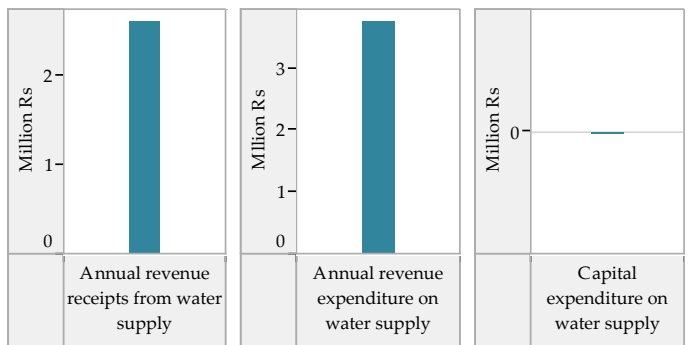 Million Rs
2
1
0
Annual revenue
receipts from water
supply
Mllion Rs
3
2
1
0
Annual revenue
expenditure on
water supply
Million Rs
0
Capital
expenditure on
water supply